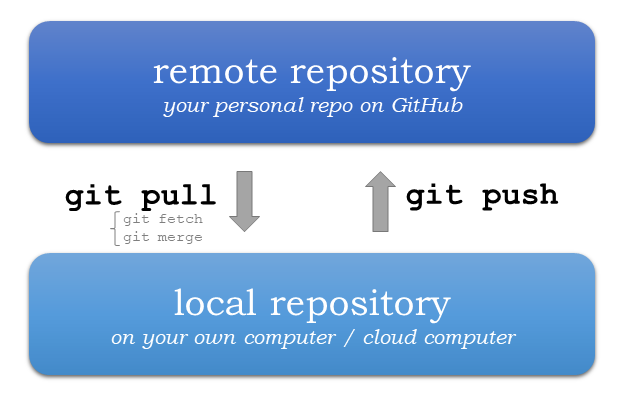 remote repository
your personal repo on GitHub
git pull
git fetch
git merge
git push
local repository
on your own computer / cloud computer